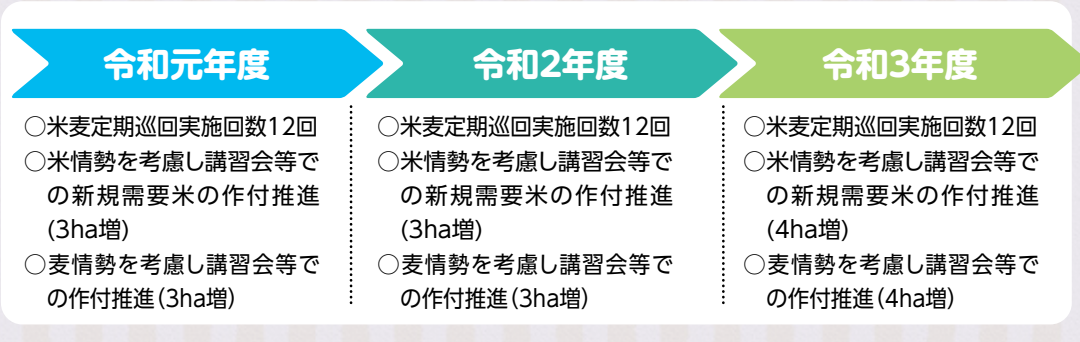 令和元年度
○米麦定期巡回実施回数12回
○米情勢を考慮し講習会等で
の新規需要米の作付推進
(3ha増)
○麦情勢を考慮し講習会等で
の作付推進(3ha増)
令和2年度
○米麦定期巡回実施回数12回
○米情勢を考慮し講習会等で
の新規需要米の作付推進
(3ha増)
○麦情勢を考慮し講習会等で
の作付推進(3ha増)
令和3年度
○米麦定期巡回実施回数12回
○米情勢を考慮し講習会等で
の新規需要米の作付推進
(4ha増)
○麦情勢を考慮し講習会等で
の作付推進(4ha増)